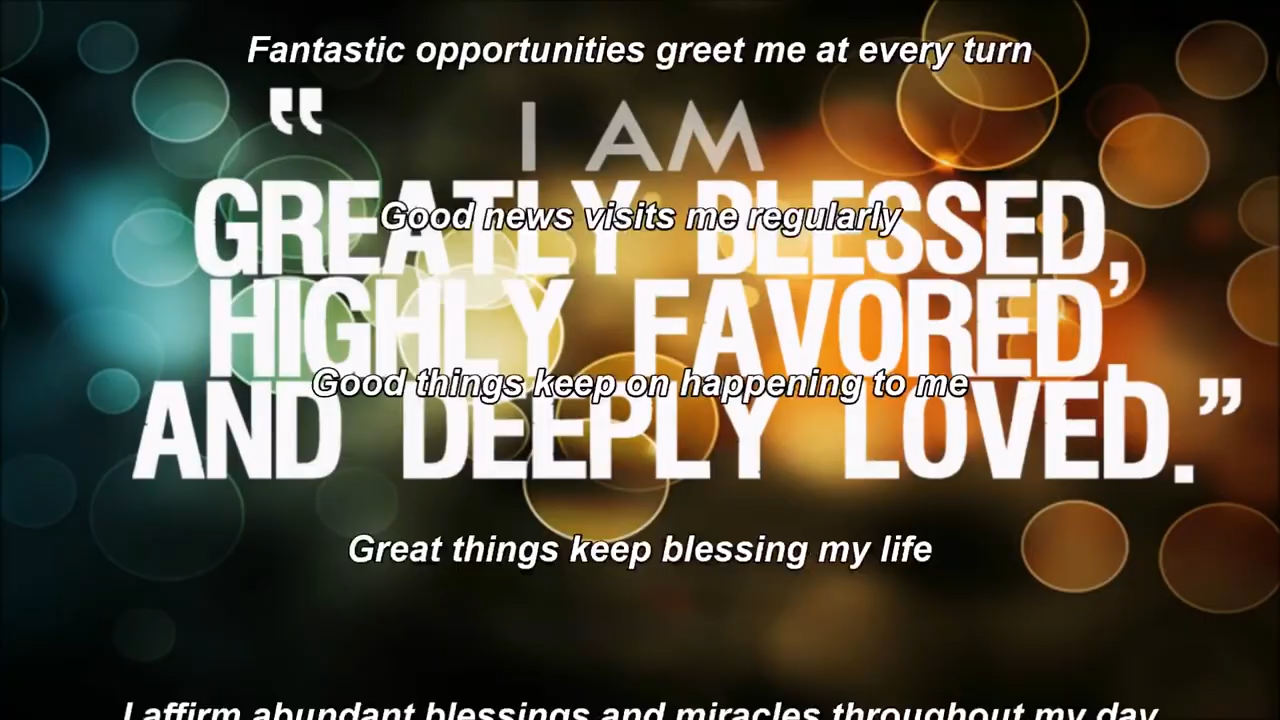 Fantastic opportunities greet me at every turn
“ I AM
GREATLY BLESSED,
Good news visits me regularly
HIGHLY FAVORED,
Good things keep on happening to me
AND DEEPLY LOVED.”
Great things keep blessing my life
I affirm abundant blessings and miracles throughout my day